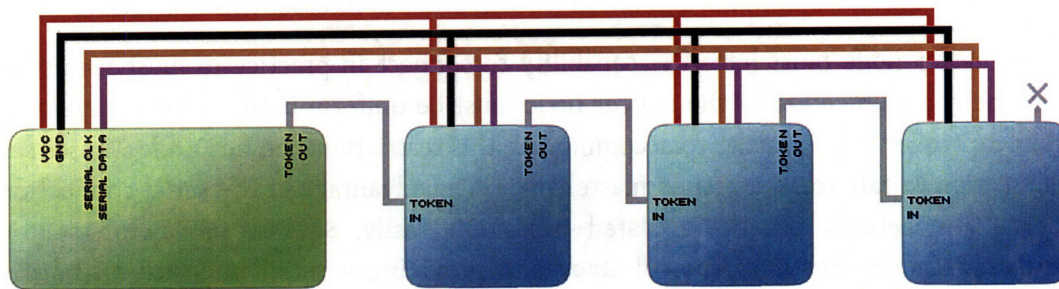 VCC
GND
SERIAL CLK
SERIAL DATA
TOKEN
OUT
TOKEN
IN
TOKEN
OUT
TOKEN
IN
TOKEN
OUT
TOKEN
IN